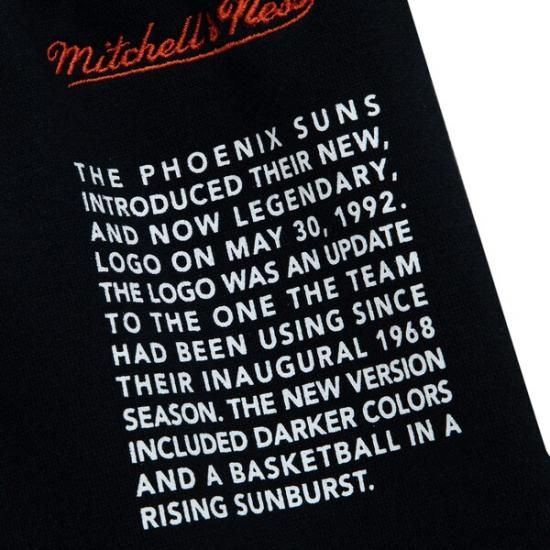 Mitchell & Ness
THE PHOENIX SUNS
INTRODUCED THEIR NEW,
AND NOW LEGENDARY,
LOGO ON MAY 30, 1992.
THE LOGO WAS AN UPDATE
TO THE ONE THE TEAM
HAD BEEN USING SINCE
THEIR INAUGURAL 1968
SEASON. THE NEW VERSION
INCLUDED DARKER COLORS
AND A BASKETBALL IN A
RISING SUNBURST.